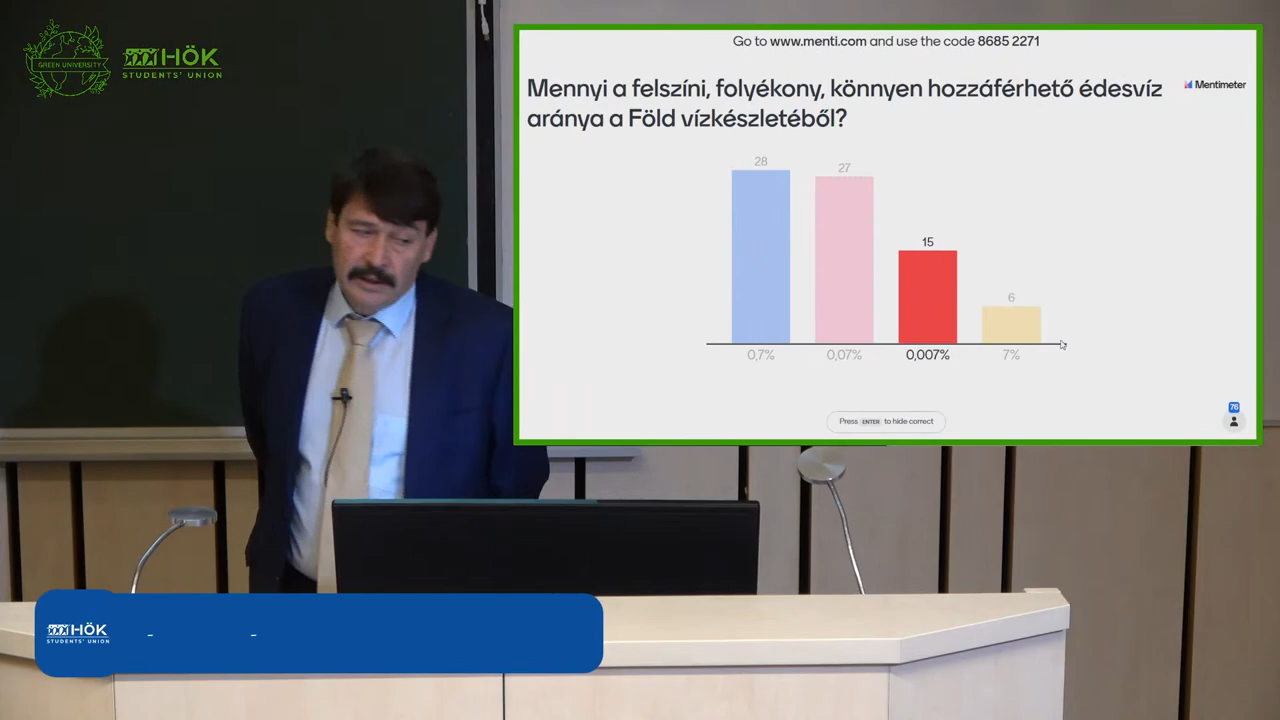 GREEN UNIVERSITY
HÖK
STUDENTS' UNION
Go to www.menti.com and use the code 8685 2271
Mennyi a felszíni, folyékony, könnyen hozzáférhető édesvíz
aránya a Föld vízkészletéből?
Mentimeter
28
27
15
6
0,7%
0,07%
0,007%
7%
Press ENTER to hide correct
76
HÖK
STUDENTS' UNION